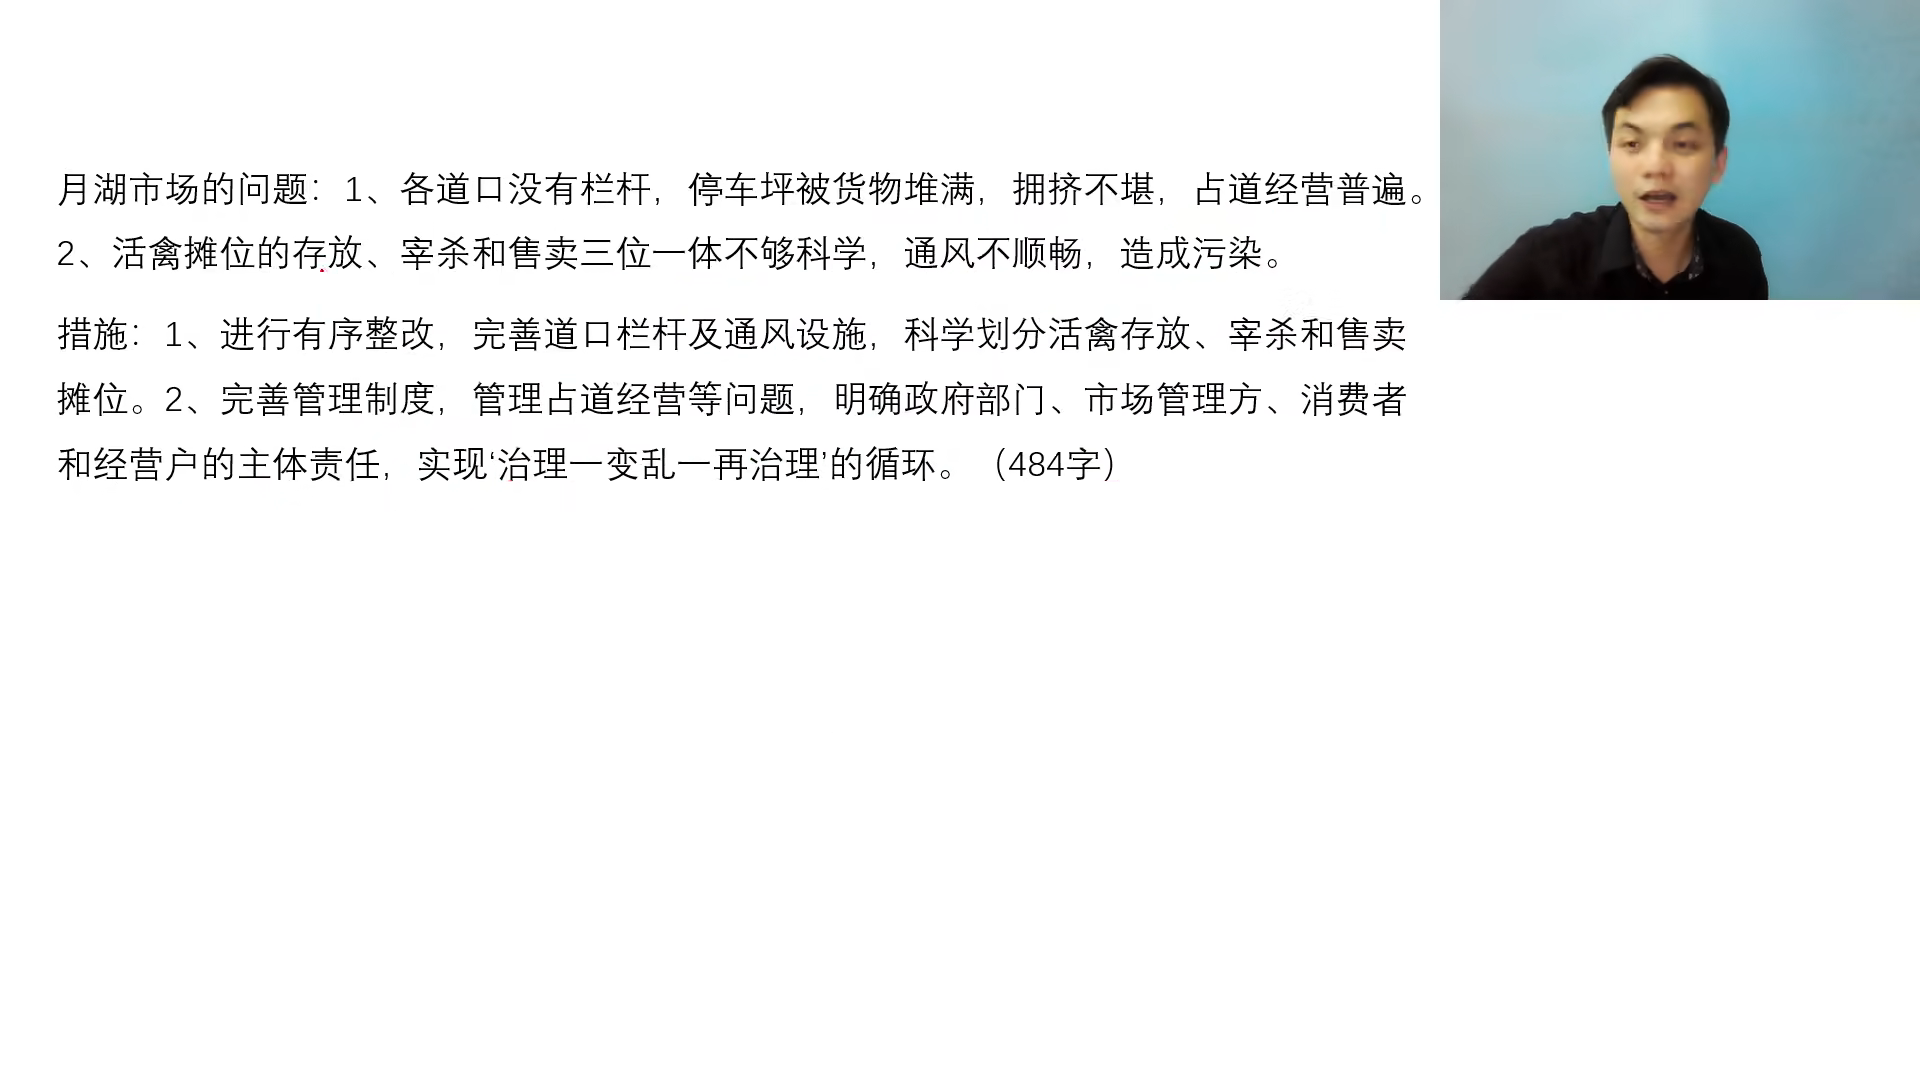 月湖市场的问题：1、各道口没有栏杆，停车坪被货物堆满，拥挤不堪，占道经营普遍。
2、活禽摊位的存放、宰杀和售卖三位一体不够科学，通风不顺畅，造成污染。
措施：1、进行有序整改，完善道口栏杆及通风设施，科学划分活禽存放、宰杀和售卖
摊位。2、完善管理制度，管理占道经营等问题，明确政府部门、市场管理方、消费者
和经营户的主体责任，实现‘治理一变乱一再治理’的循环。（484字）